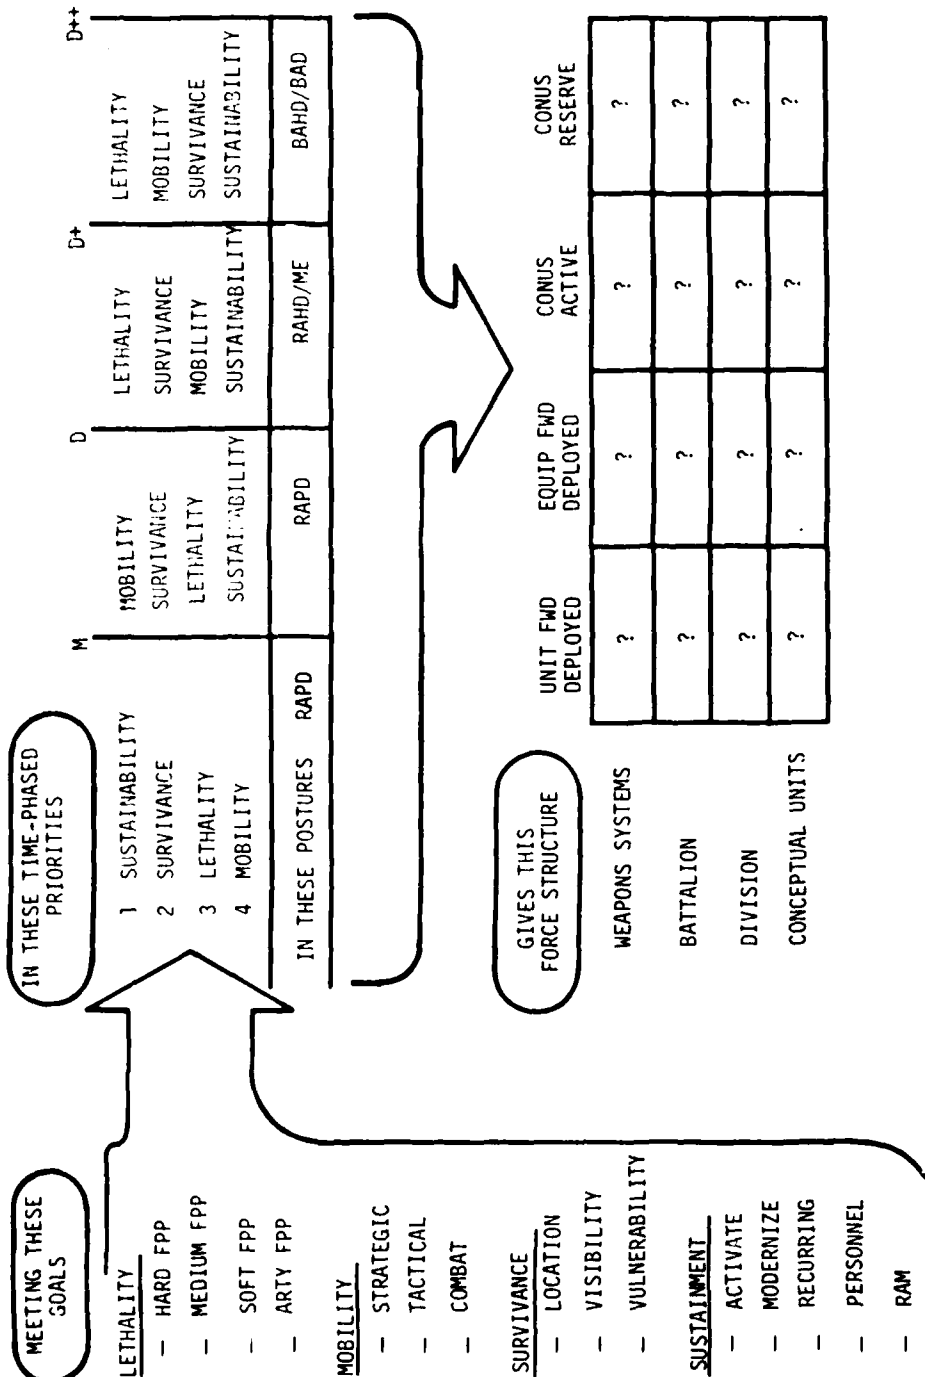 MEETING THESE
GOALS
LETHALITY
— HARD FPP
— MEDIUM FPP
— SOFT FPP
— ARTY FPP
MOBILITY
— STRATEGIC
— TACTICAL
— COMBAT
SURVIVANCE
— LOCATION
— VISIBILITY
— VULNERABILITY
SUSTAINMENT
— ACTIVATE
— MODERNIZE
— RECURRING
— PERSONNEL
— RAM
IN THESE TIME-PHASED
PRIORITIES
M D D+ D++
1 SUSTAINABILITY MOBILITY LETHALITY LETHALITY
2 SURVIVANCE SURVIVANCE SURVIVANCE MOBILITY
3 LETHALITY LETHALITY MOBILITY SURVIVANCE
4 MOBILITY SUSTAINABILITY SUSTAINABILITY SUSTAINABILITY
IN THESE POSTURES RAPD RAPD RAHD/ME BAHD/BAD
GIVES THIS
FORCE STRUCTURE
UNIT FWD EQUIP FWD CONUS CONUS
DEPLOYED DEPLOYED ACTIVE RESERVE
WEAPONS SYSTEMS ? ? ? ?
BATTALION ? ? ? ?
DIVISION ? ? ? ?
CONCEPTUAL UNITS ? ? ? ?